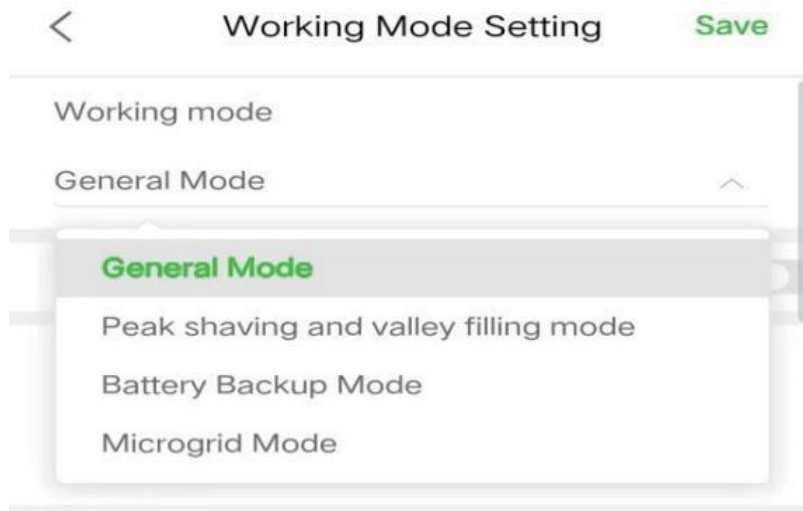 Working Mode Setting Save
Working mode
General Mode
General Mode
Peak shaving and valley filling mode
Battery Backup Mode
Microgrid Mode